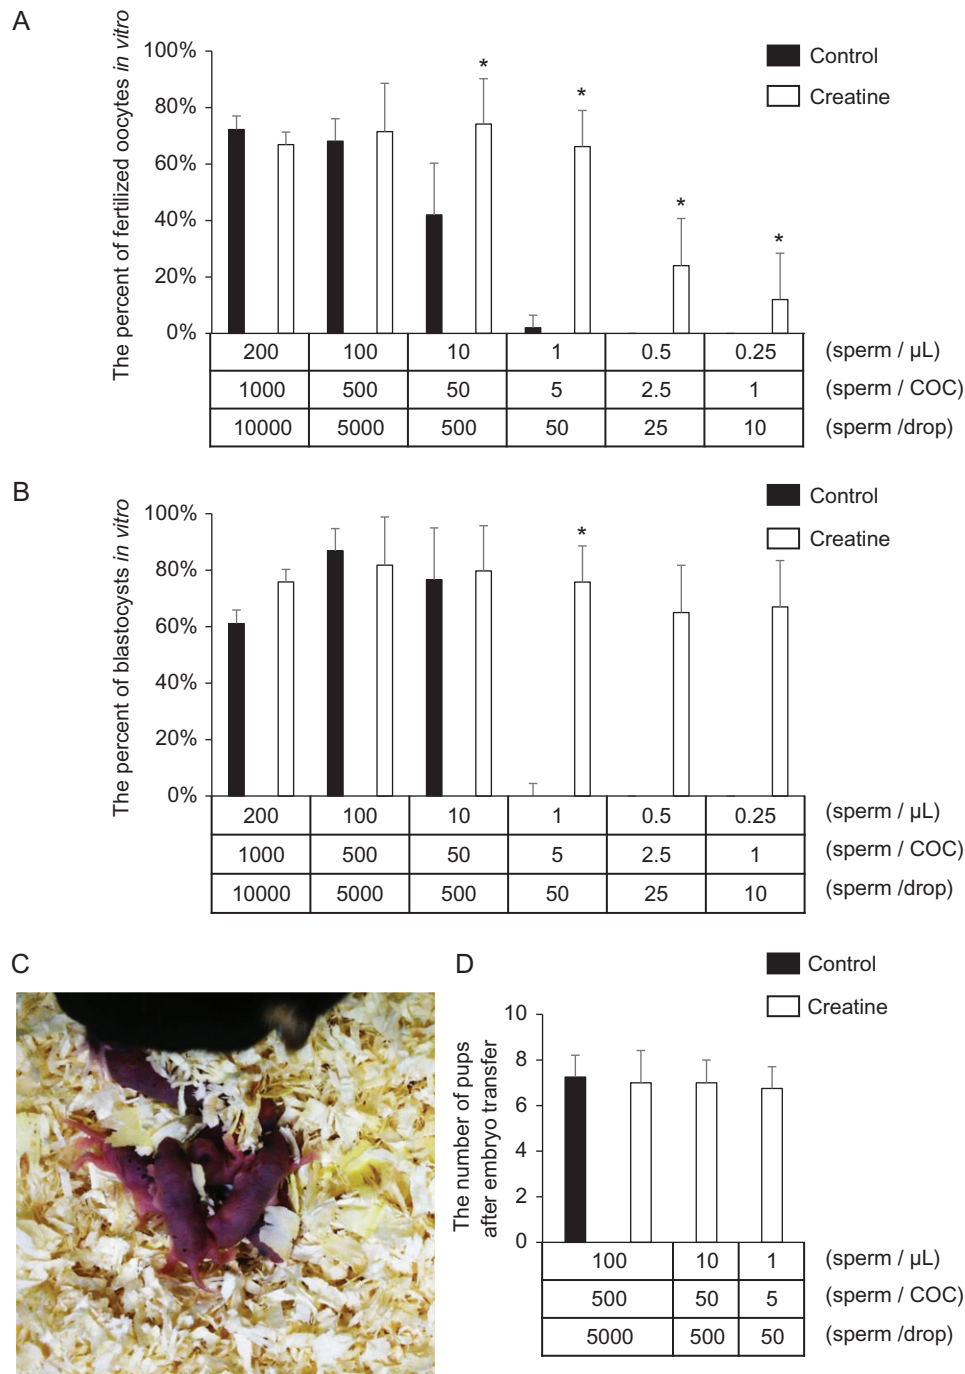 A
The percent of fertilized oocytes in vitro
100%
80%
60%
40%
20%
0%
Control
Creatine
* * * *
200 100 10 1 0.5 0.25 (sperm / µL)
1000 500 50 5 2.5 1 (sperm / COC)
10000 5000 500 50 25 10 (sperm /drop)
B
The percent of blastocysts in vitro
100%
80%
60%
40%
20%
0%
Control
Creatine
*
200 100 10 1 0.5 0.25 (sperm / µL)
1000 500 50 5 2.5 1 (sperm / COC)
10000 5000 500 50 25 10 (sperm /drop)
C
D
The number of pups
after embryo transfer
10
8
6
4
2
0
Control
Creatine
100 10 1 (sperm / µL)
500 50 5 (sperm / COC)
5000 500 50 (sperm /drop)